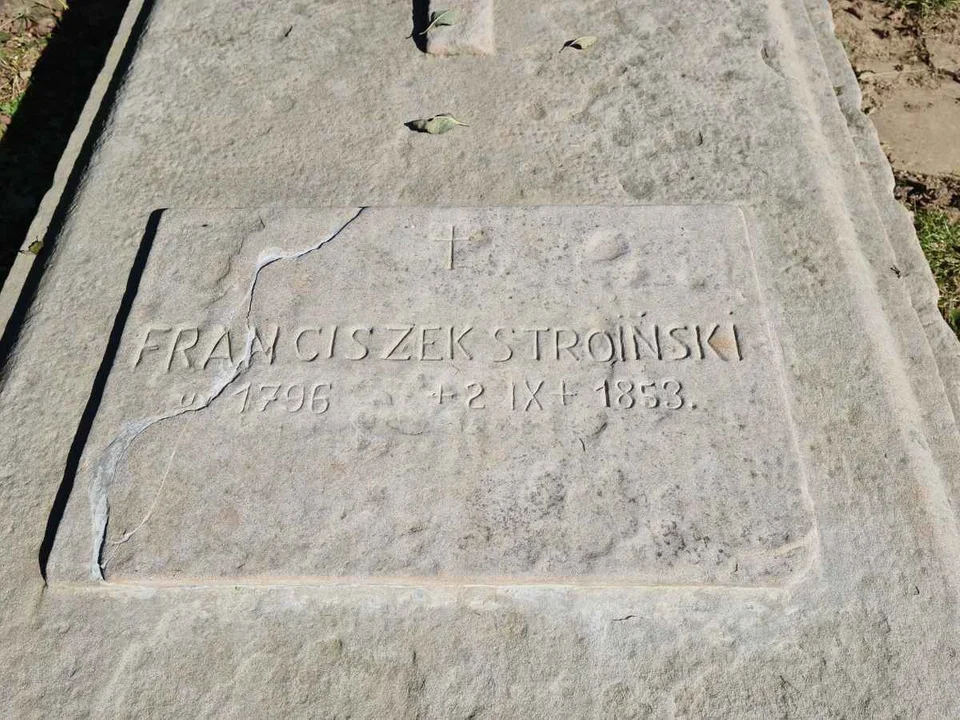 FRANCISZEK STROIŃSKI
u 1796 +2 IX+ 1853.